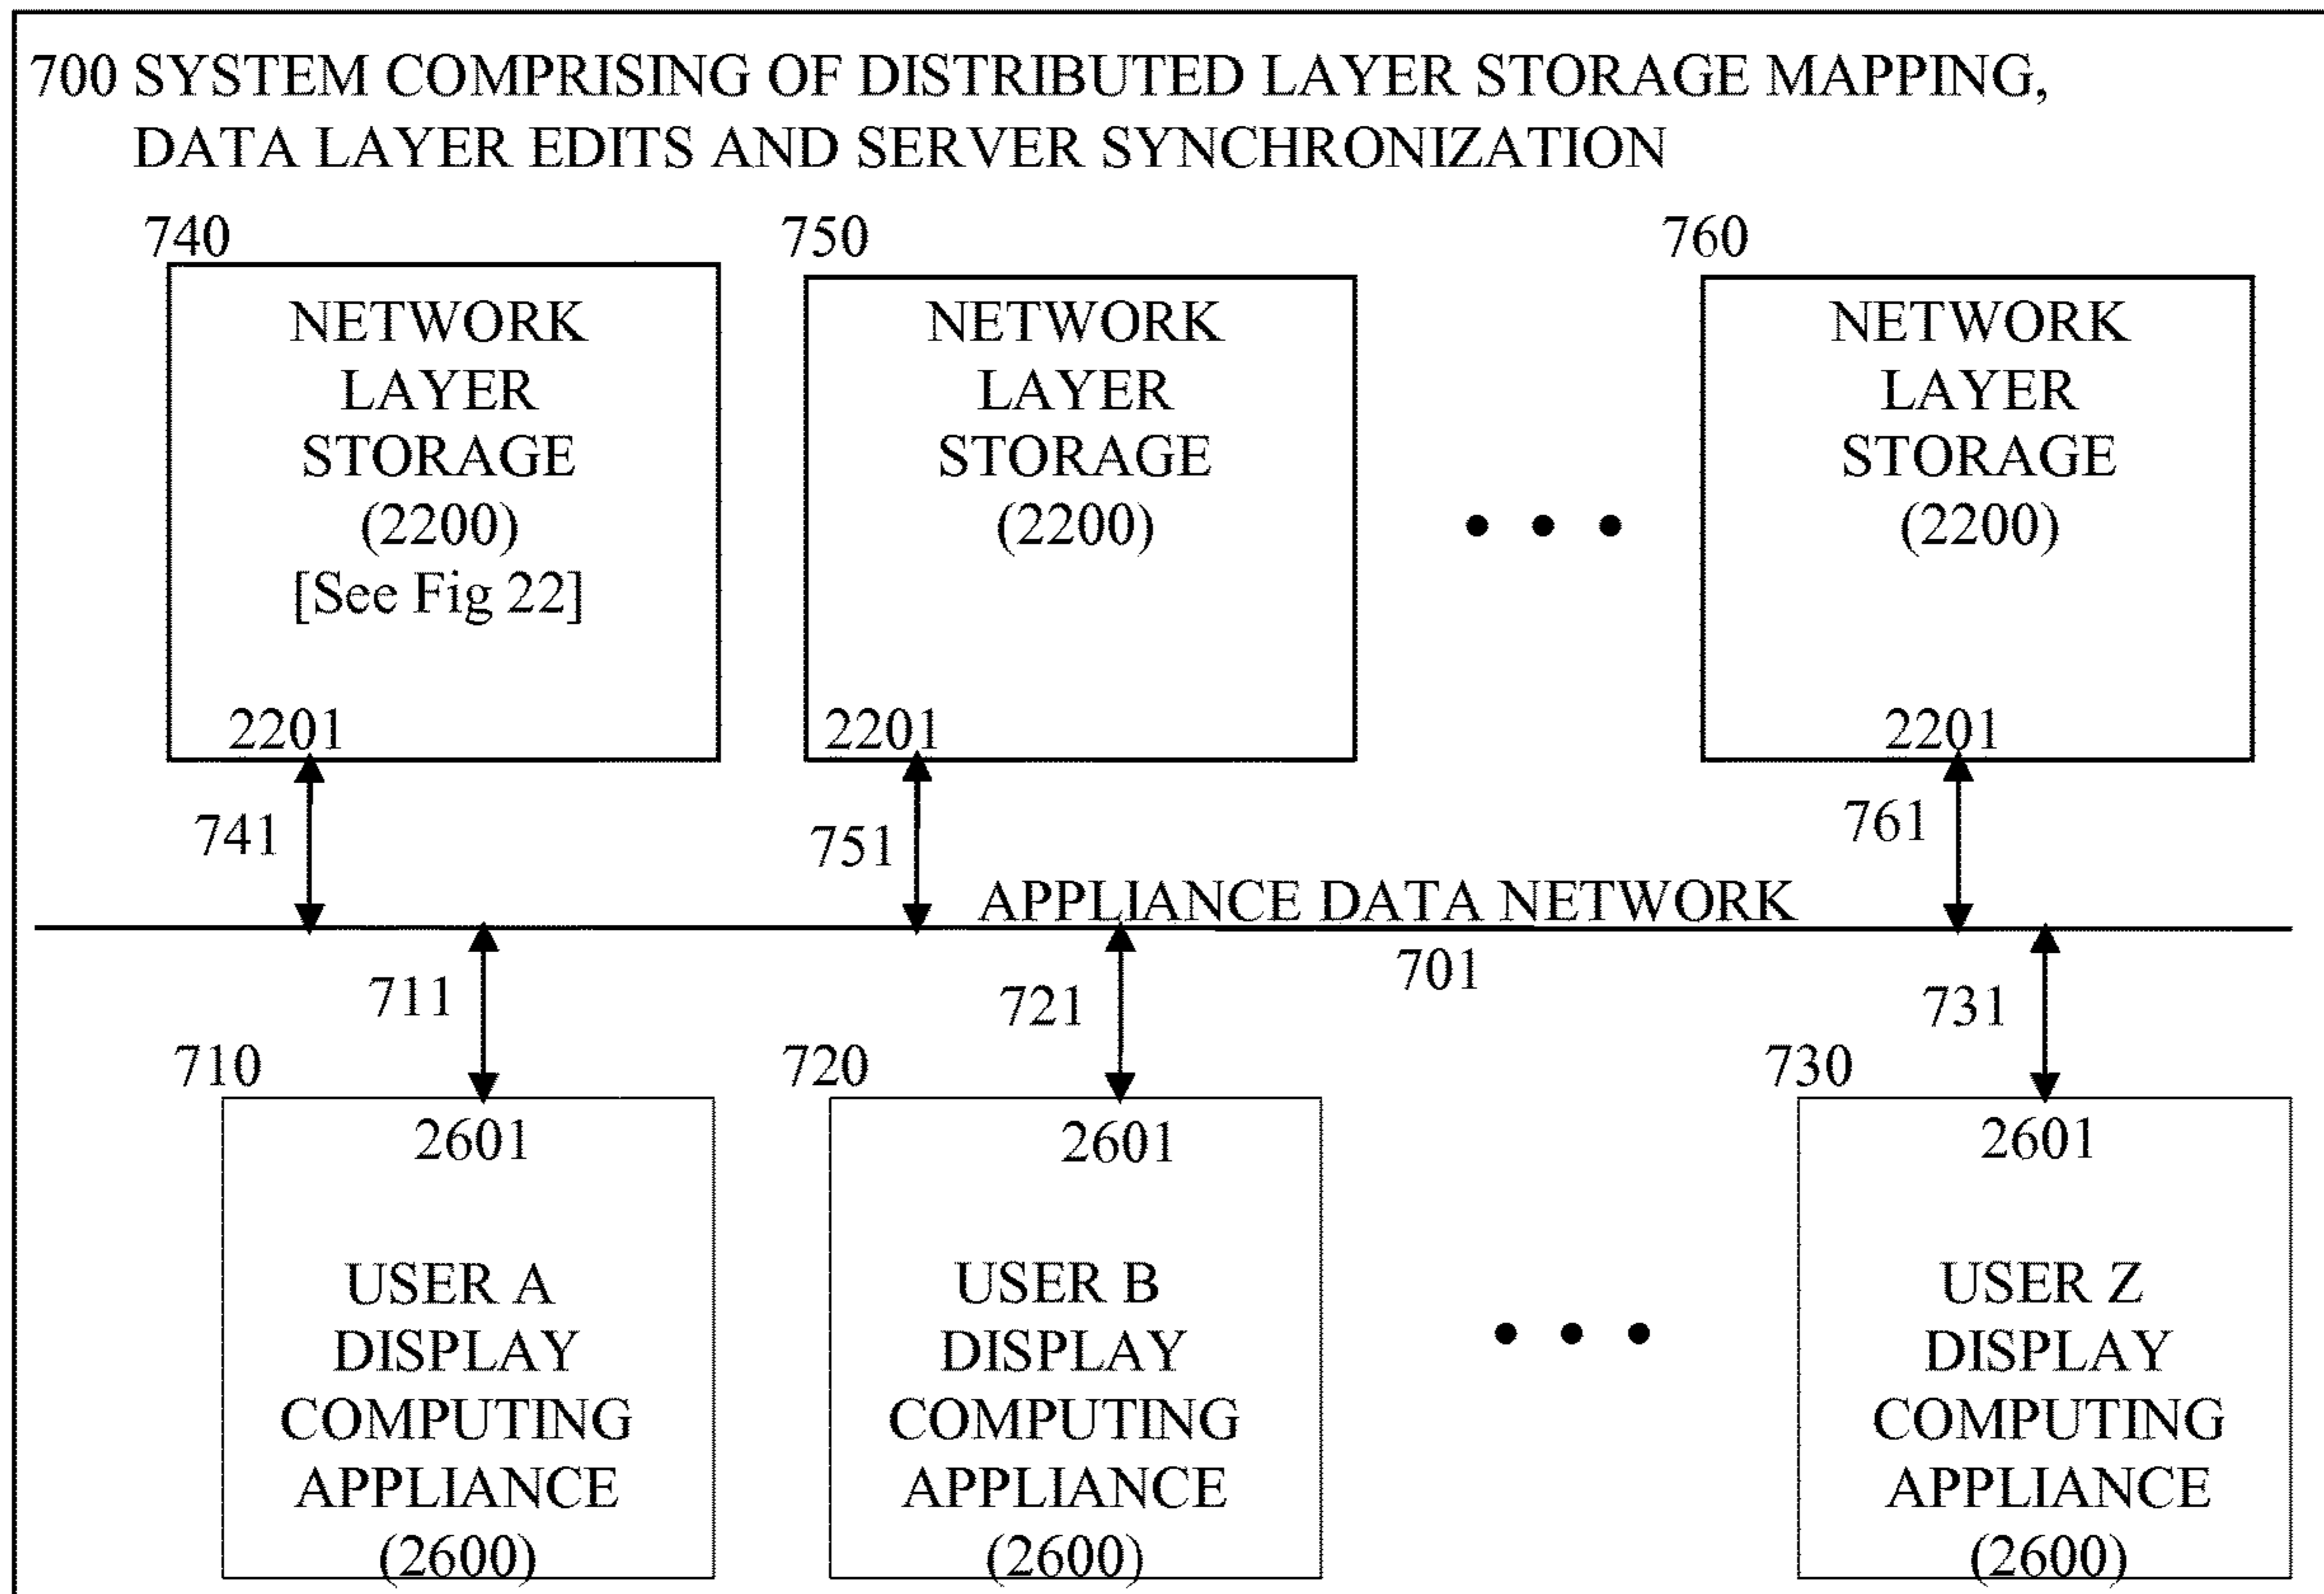 700 SYSTEM COMPRISING OF DISTRIBUTED LAYER STORAGE MAPPING,
DATA LAYER EDITS AND SERVER SYNCHRONIZATION
740
NETWORK
LAYER
STORAGE
(2200)
[See Fig 22]
2201
750
NETWORK
LAYER
STORAGE
(2200)
2201
• • •
760
NETWORK
LAYER
STORAGE
(2200)
2201
741
751
761
APPLIANCE DATA NETWORK
701
711
721
731
710
2601
USER A
DISPLAY
COMPUTING
APPLIANCE
(2600)
720
2601
USER B
DISPLAY
COMPUTING
APPLIANCE
(2600)
• • •
730
2601
USER Z
DISPLAY
COMPUTING
APPLIANCE
(2600)